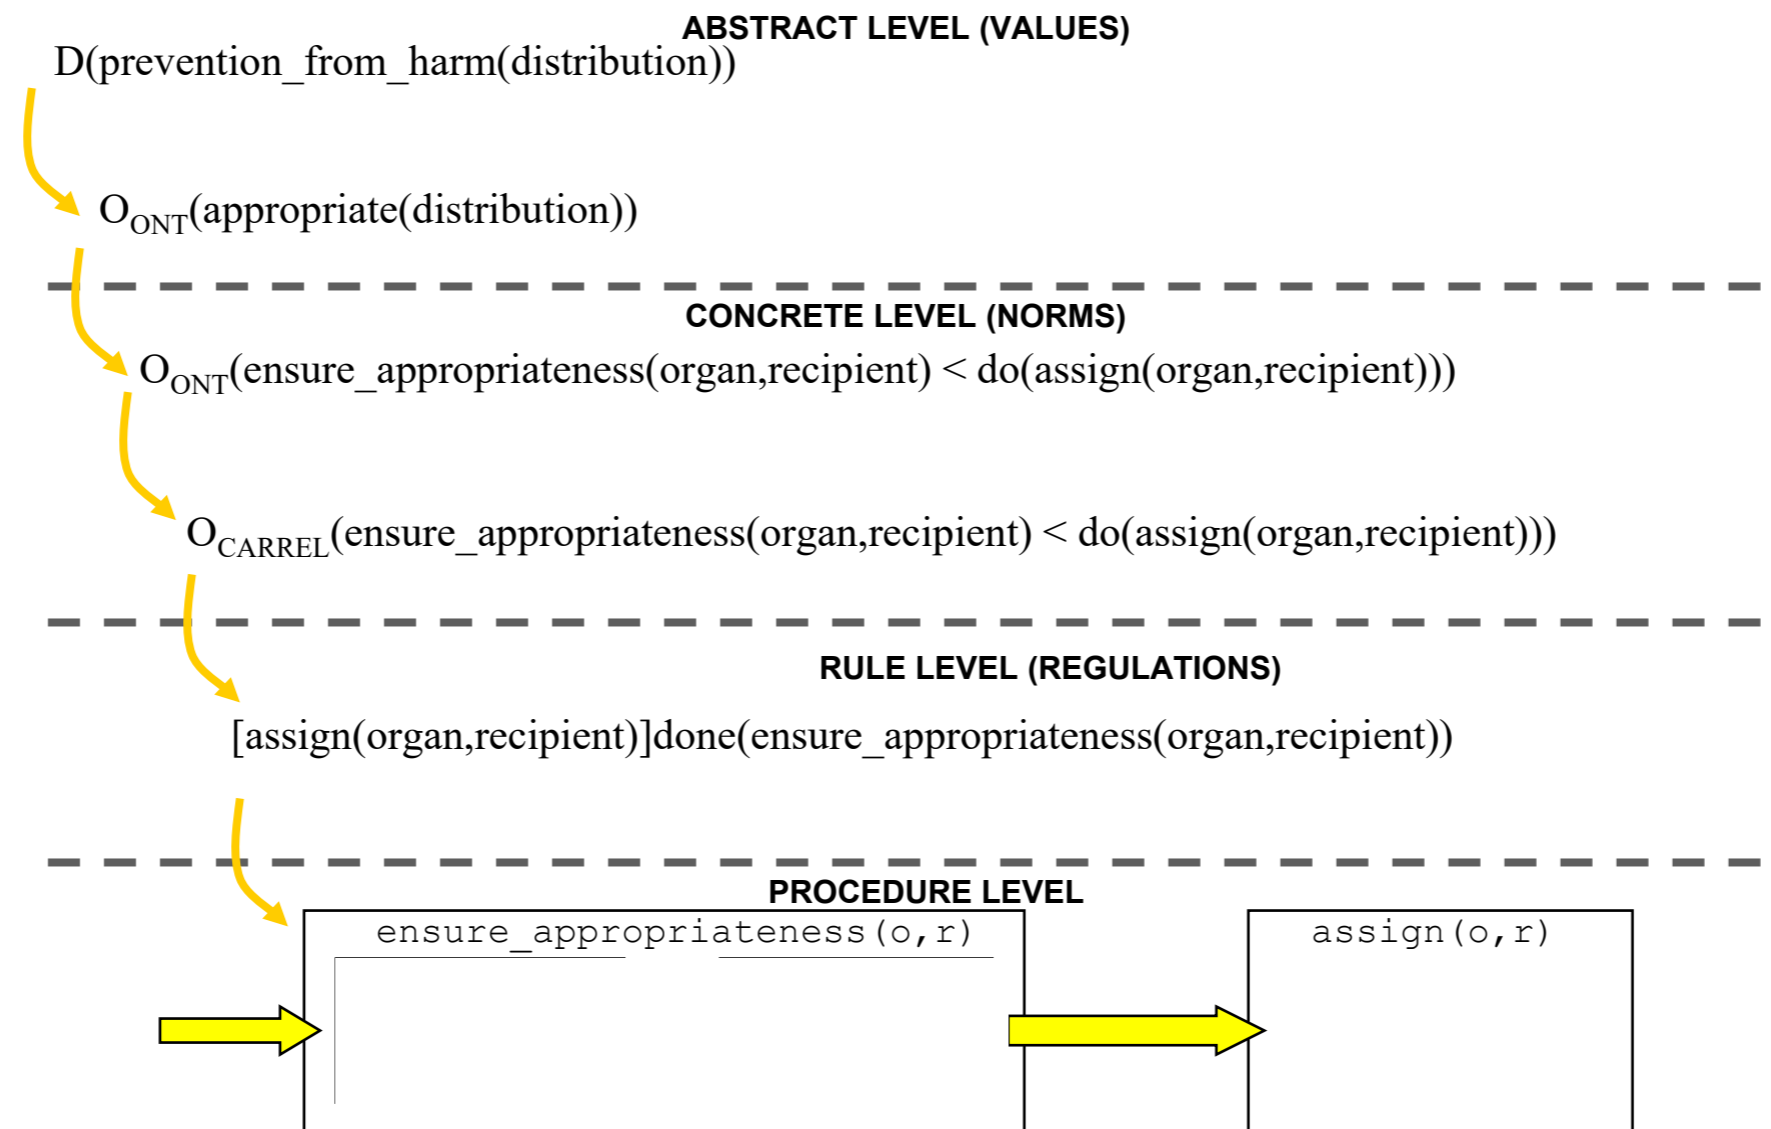 ABSTRACT LEVEL (VALUES)
D(prevention_from_harm(distribution))
O_ONT(appropriate(distribution))
CONCRETE LEVEL (NORMS)
O_ONT(ensure_appropriateness(organ,recipient) < do(assign(organ,recipient)))
O_CARREL(ensure_appropriateness(organ,recipient) < do(assign(organ,recipient)))
RULE LEVEL (REGULATIONS)
[assign(organ,recipient)]done(ensure_appropriateness(organ,recipient))
PROCEDURE LEVEL
ensure_appropriateness(o,r)
assign(o,r)